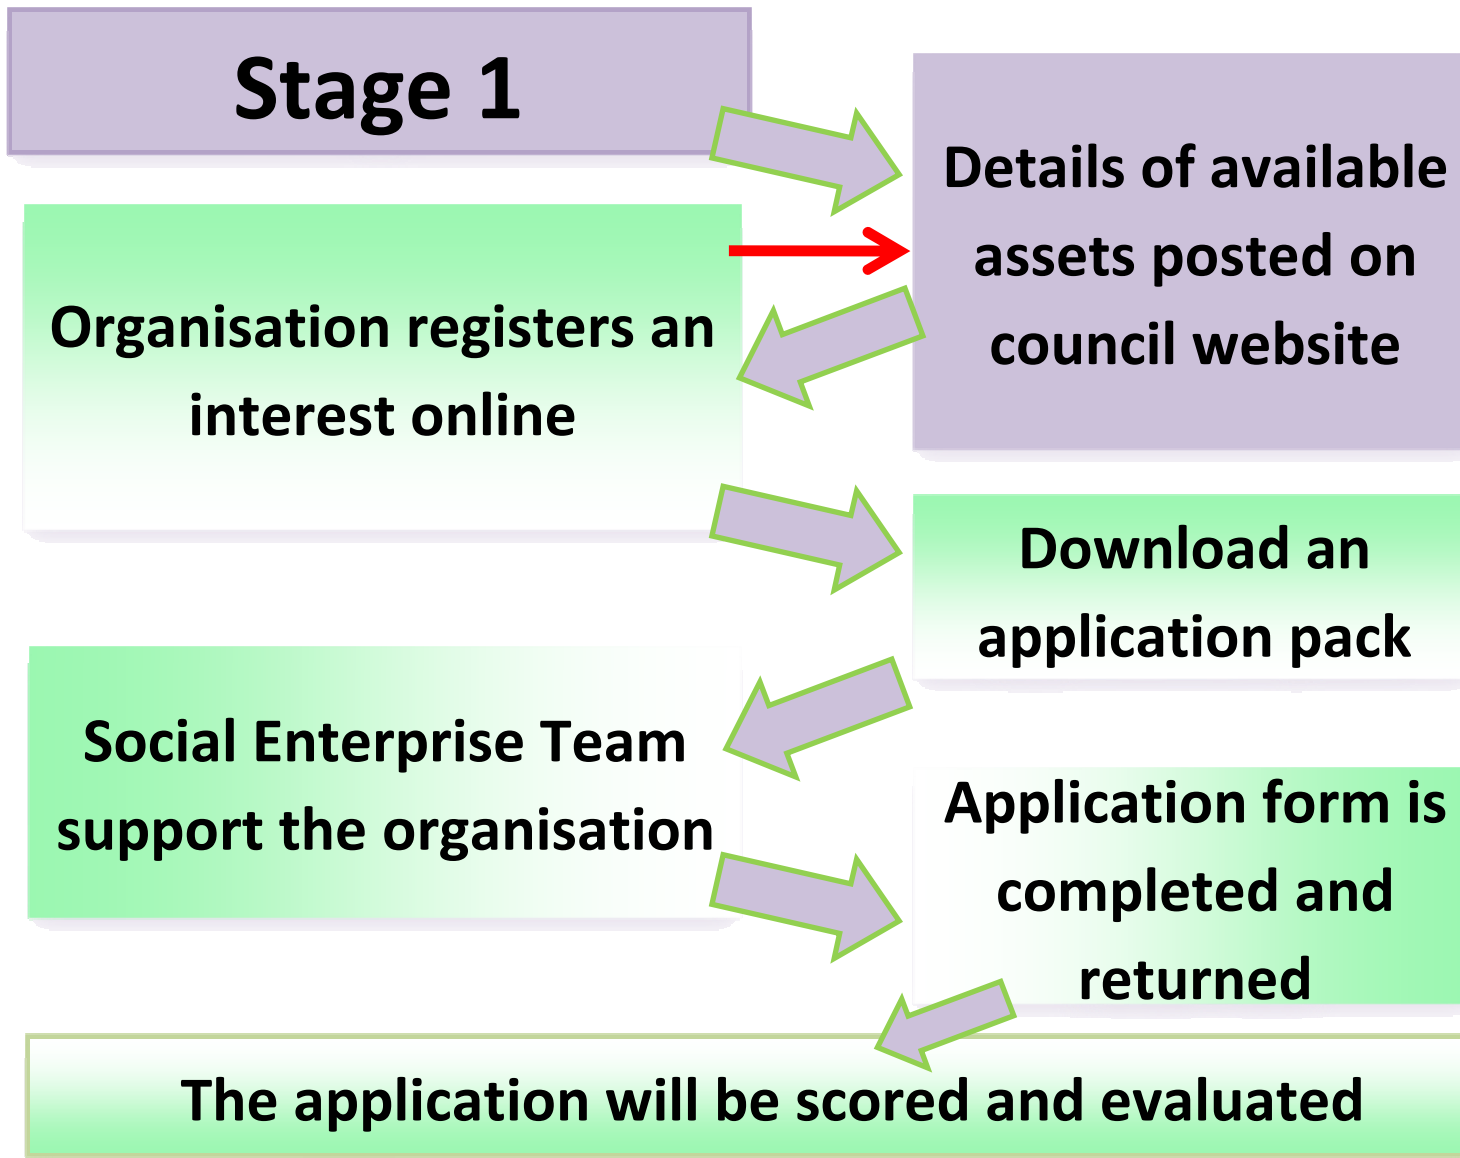 Stage 1
Details of available
assets posted on
council website
Organisation registers an
interest online
Download an
application pack
Social Enterprise Team
support the organisation
Application form is
completed and
returned
The application will be scored and evaluated